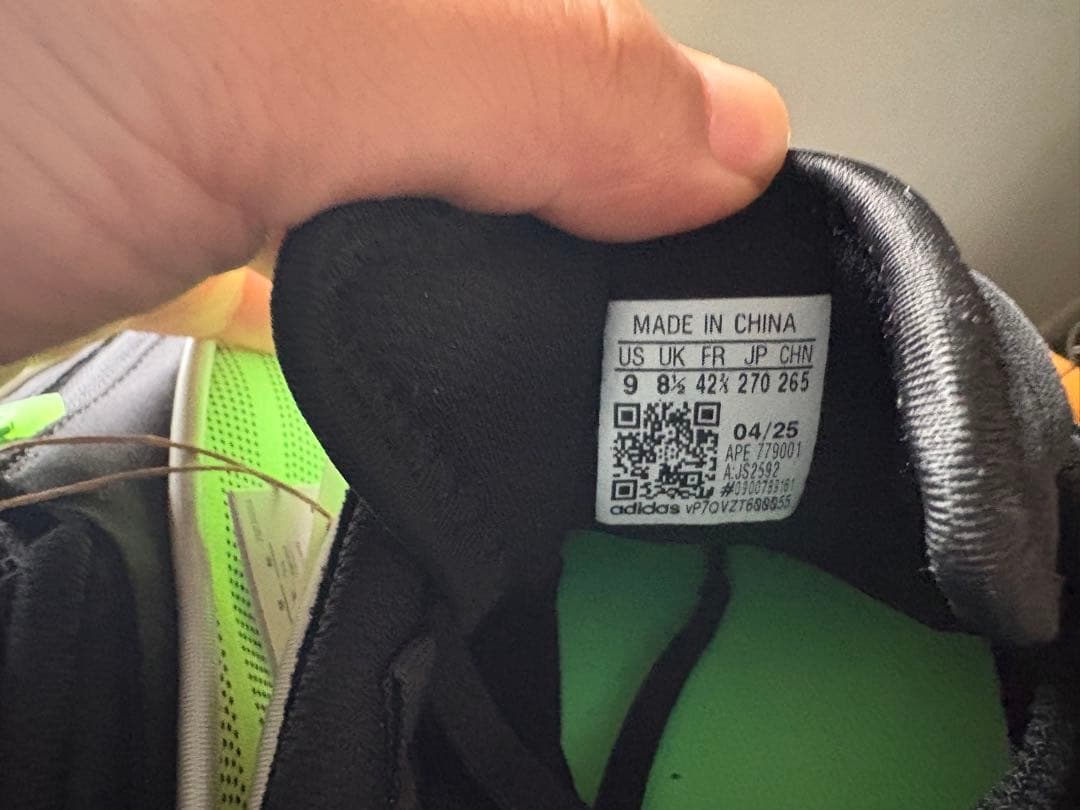 MADE IN CHINA
US UK FR JP CHN
9 8½ 42⅔ 270 265
04/25
APE 779001
A:JS2592
adidas